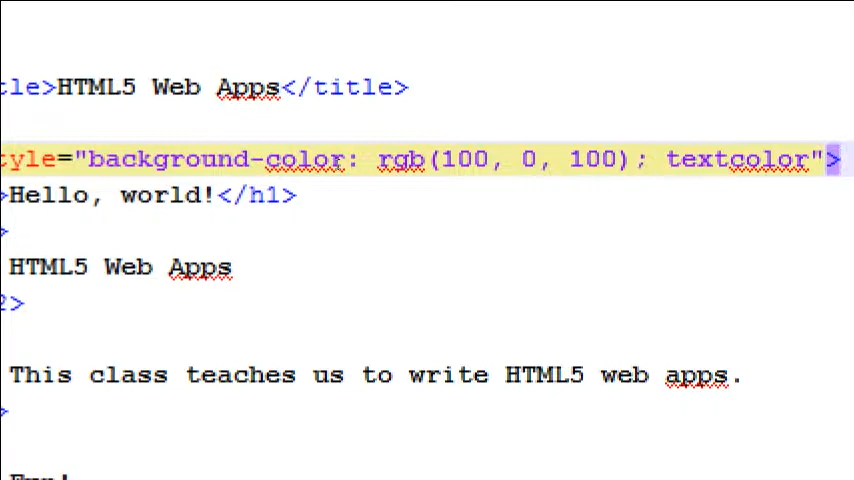 tle>HTML5 Web Apps</title>
tyle="background-color: rgb(100, 0, 100); textcolor">
>Hello, world!</h1>
>
HTML5 Web Apps
2>
This class teaches us to write HTML5 web apps.
>